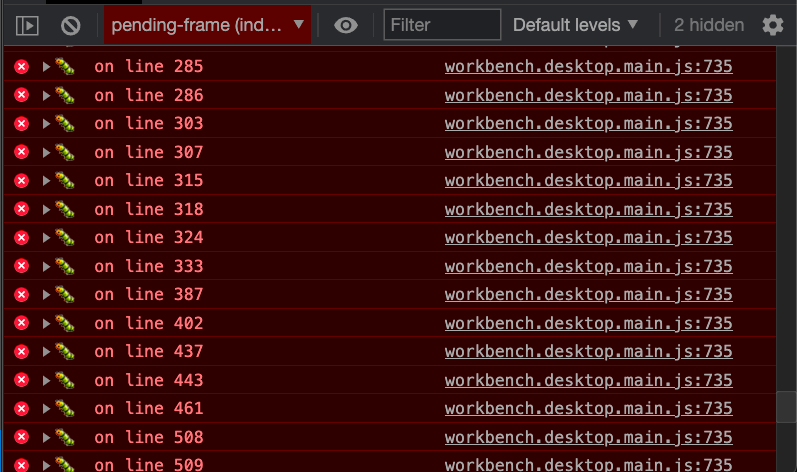 pending-frame (ind... ▼ Filter Default levels ▼ 2 hidden
▶🐛 on line 285 workbench.desktop.main.js:735
▶🐛 on line 286 workbench.desktop.main.js:735
▶🐛 on line 303 workbench.desktop.main.js:735
▶🐛 on line 307 workbench.desktop.main.js:735
▶🐛 on line 315 workbench.desktop.main.js:735
▶🐛 on line 318 workbench.desktop.main.js:735
▶🐛 on line 324 workbench.desktop.main.js:735
▶🐛 on line 333 workbench.desktop.main.js:735
▶🐛 on line 387 workbench.desktop.main.js:735
▶🐛 on line 402 workbench.desktop.main.js:735
▶🐛 on line 437 workbench.desktop.main.js:735
▶🐛 on line 443 workbench.desktop.main.js:735
▶🐛 on line 461 workbench.desktop.main.js:735
▶🐛 on line 508 workbench.desktop.main.js:735
▶🐛 on line 509 workbench.desktop.main.js:735